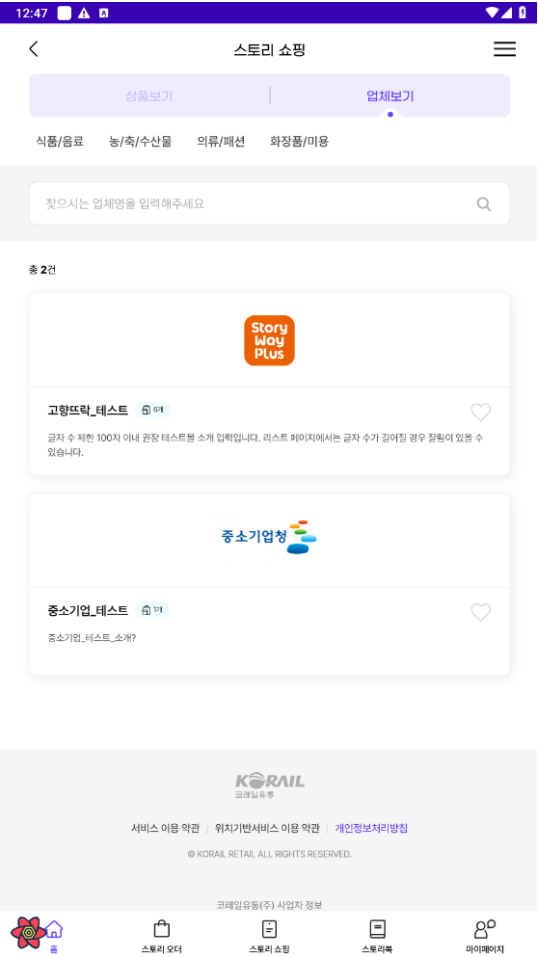 12:47
스토리 쇼핑
상품보기
업체보기
식품/음료 농/축/수산물 의류/패션 화장품/미용
찾으시는 업체명을 입력해주세요
총 2건
Story
Way
Plus
고향뜨락_테스트 6개
글자 수 제한 100자 이내 권장 테스트몰 소개 입력입니다. 리스트 페이지에서는 글자 수가 길어질 경우 잘림이 있을 수
있습니다.
중소기업청
중소기업_테스트 1개
중소기업_테스트_소개?
KORAIL
코레일유통
서비스 이용 약관 | 위치기반서비스 이용 약관 | 개인정보처리방침
© KORAIL RETAIL ALL RIGHTS RESERVED.
코레일유통(주) 사업자 정보
홈 스토리 오더 스토리 쇼핑 스토리북 마이페이지